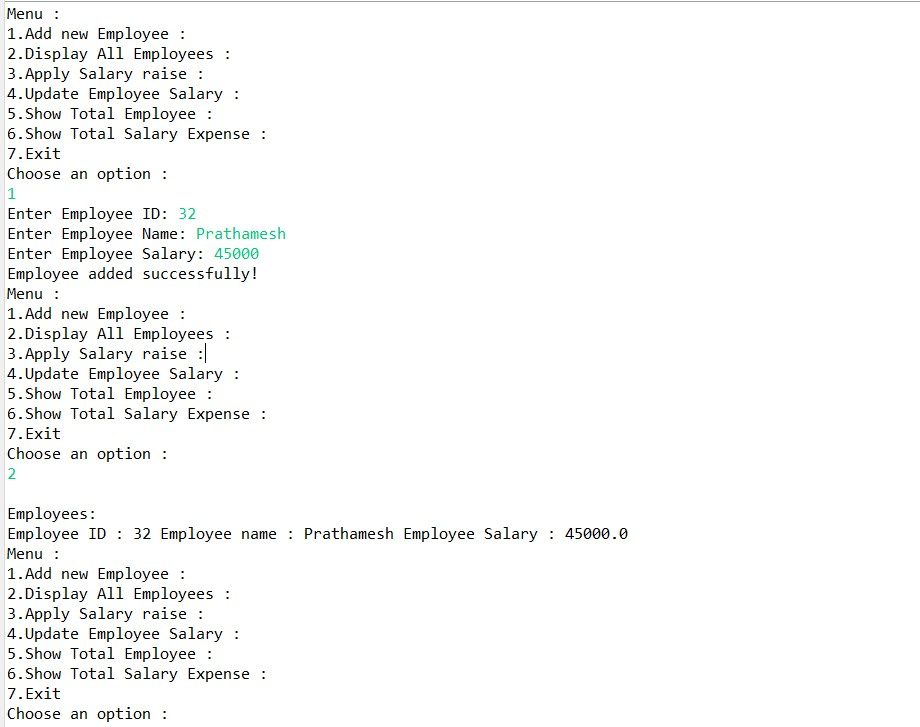 Menu :
1.Add new Employee :
2.Display All Employees :
3.Apply Salary raise :
4.Update Employee Salary :
5.Show Total Employee :
6.Show Total Salary Expense :
7.Exit
Choose an option :
1
Enter Employee ID: 32
Enter Employee Name: Prathamesh
Enter Employee Salary: 45000
Employee added successfully!
Menu :
1.Add new Employee :
2.Display All Employees :
3.Apply Salary raise :
4.Update Employee Salary :
5.Show Total Employee :
6.Show Total Salary Expense :
7.Exit
Choose an option :
2
Employees:
Employee ID : 32 Employee name : Prathamesh Employee Salary : 45000.0
Menu :
1.Add new Employee :
2.Display All Employees :
3.Apply Salary raise :
4.Update Employee Salary :
5.Show Total Employee :
6.Show Total Salary Expense :
7.Exit
Choose an option :